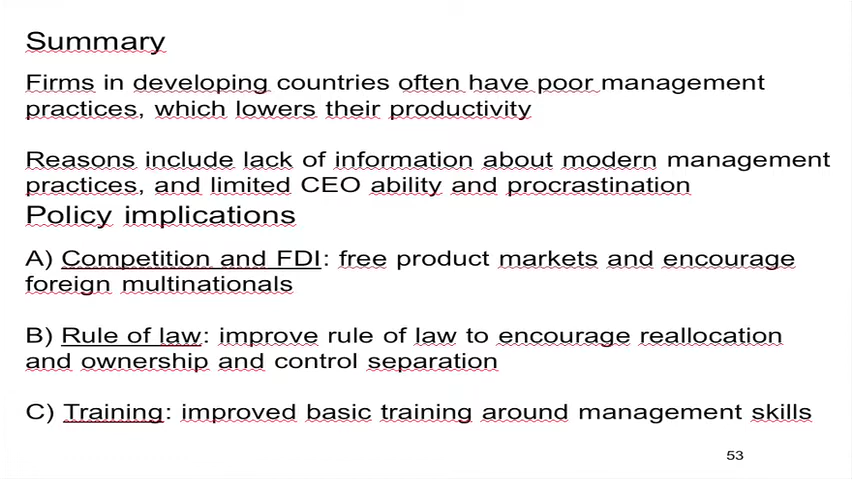 Summary
Firms in developing countries often have poor management
practices, which lowers their productivity
Reasons include lack of information about modern management
practices, and limited CEO ability and procrastination
Policy implications
A) Competition and FDI: free product markets and encourage
foreign multinationals
B) Rule of law: improve rule of law to encourage reallocation
and ownership and control separation
C) Training: improved basic training around management skills
53